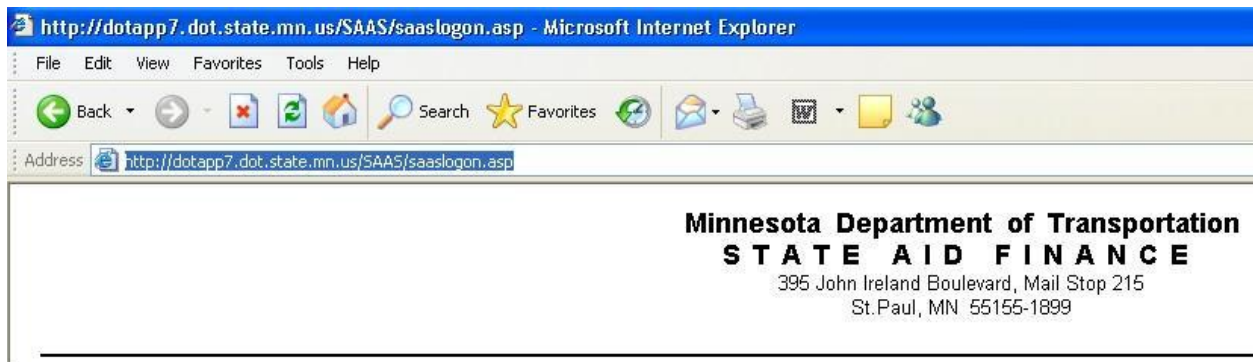 http://dotapp7.dot.state.mn.us/SAAS/saaslogon.asp - Microsoft Internet Explorer
File Edit View Favorites Tools Help
Back Search Favorites W
Address http://dotapp7.dot.state.mn.us/SAAS/saaslogon.asp
Minnesota Department of Transportation
STATE AID FINANCE
395 John Ireland Boulevard, Mail Stop 215
St.Paul, MN 55155-1899